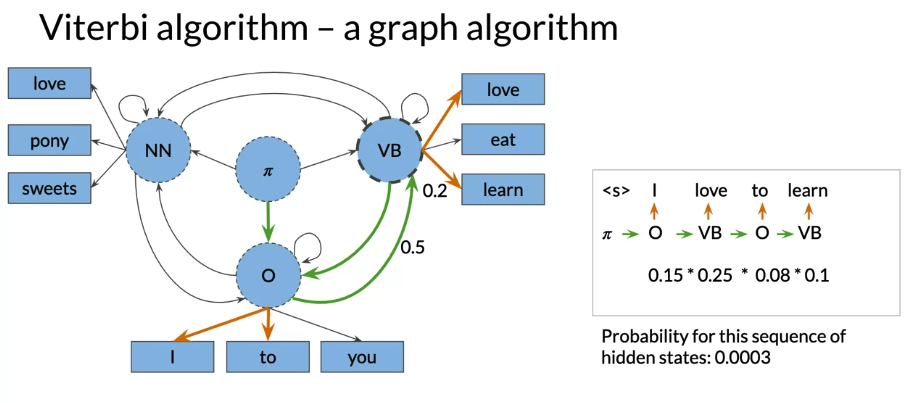 Viterbi algorithm – a graph algorithm
love
pony
sweets
NN
π
VB
O
love
eat
learn
0.2
0.5
I
to
you
<s> I love to learn
π O VB O VB
0.15 * 0.25 * 0.08 * 0.1
Probability for this sequence of
hidden states: 0.0003